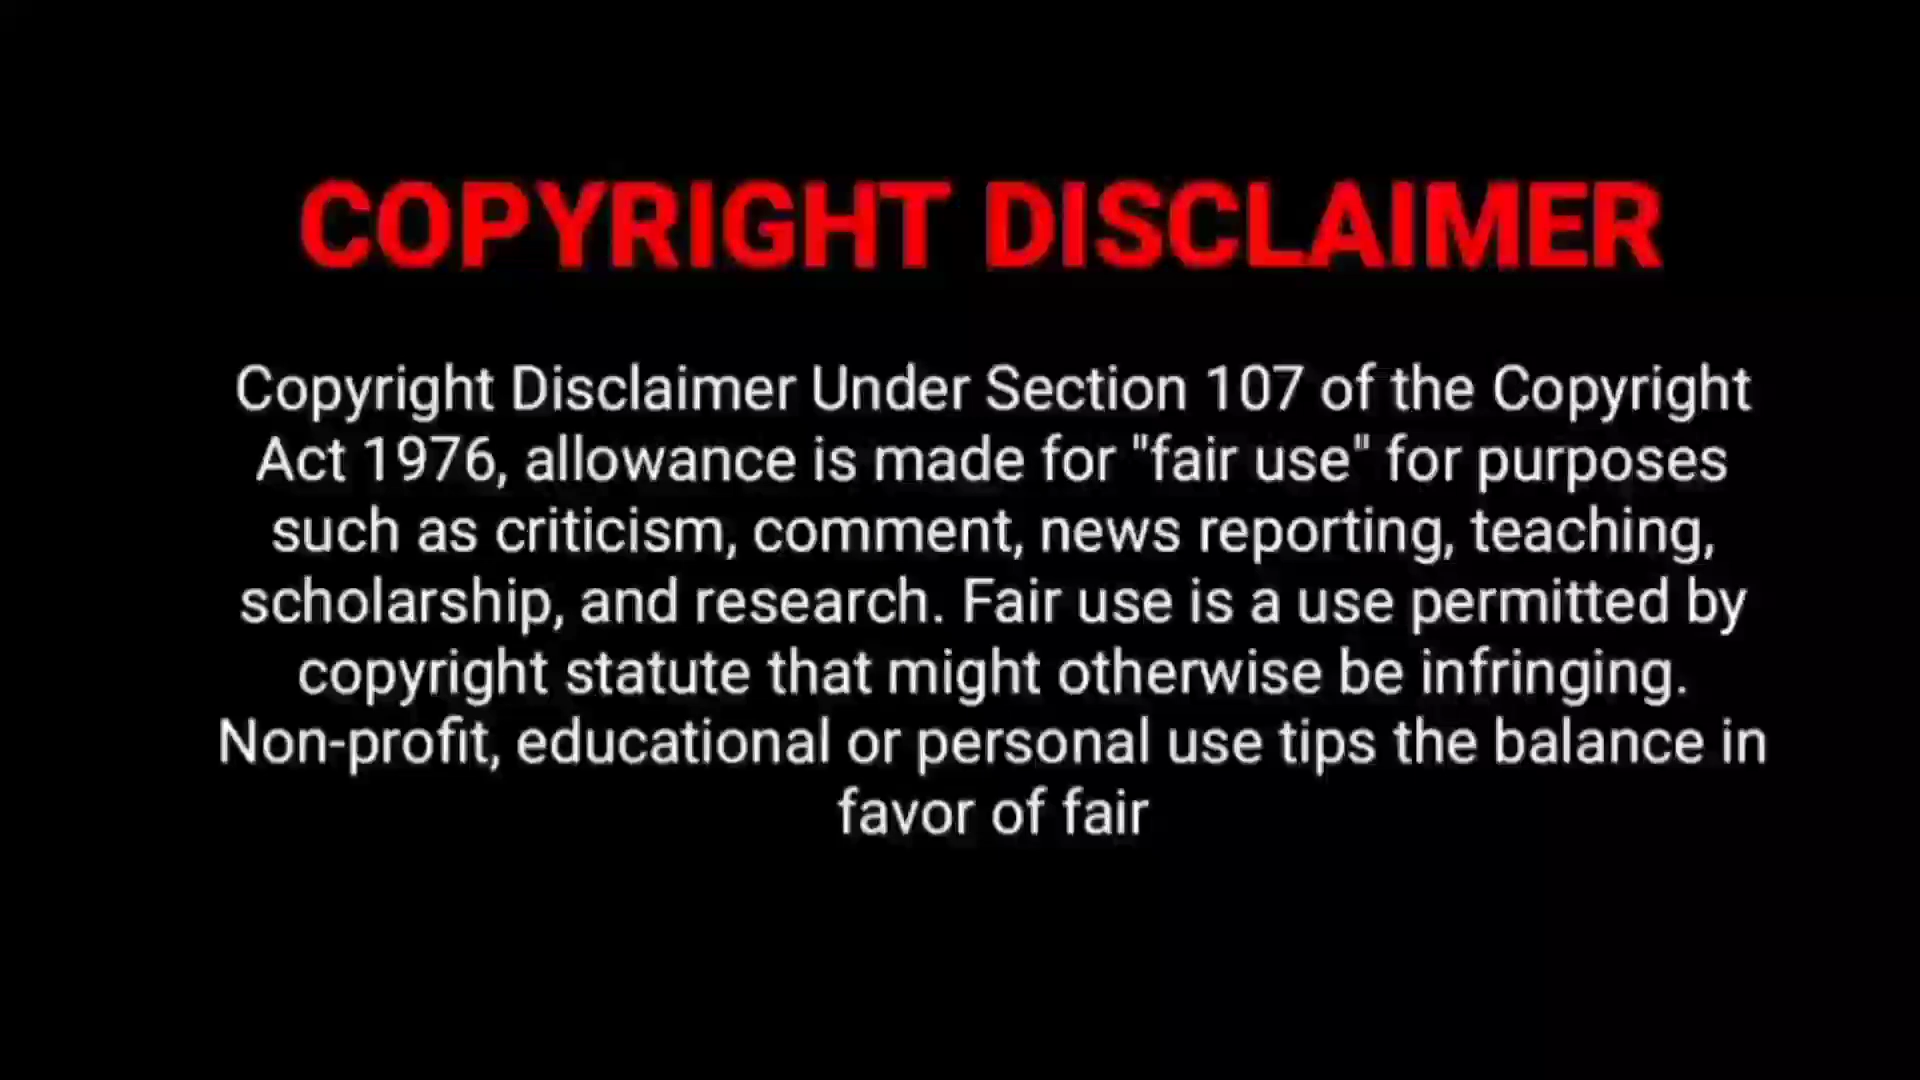 COPYRIGHT DISCLAIMER
Copyright Disclaimer Under Section 107 of the Copyright
Act 1976, allowance is made for "fair use" for purposes
such as criticism, comment, news reporting, teaching,
scholarship, and research. Fair use is a use permitted by
copyright statute that might otherwise be infringing.
Non-profit, educational or personal use tips the balance in
favor of fair